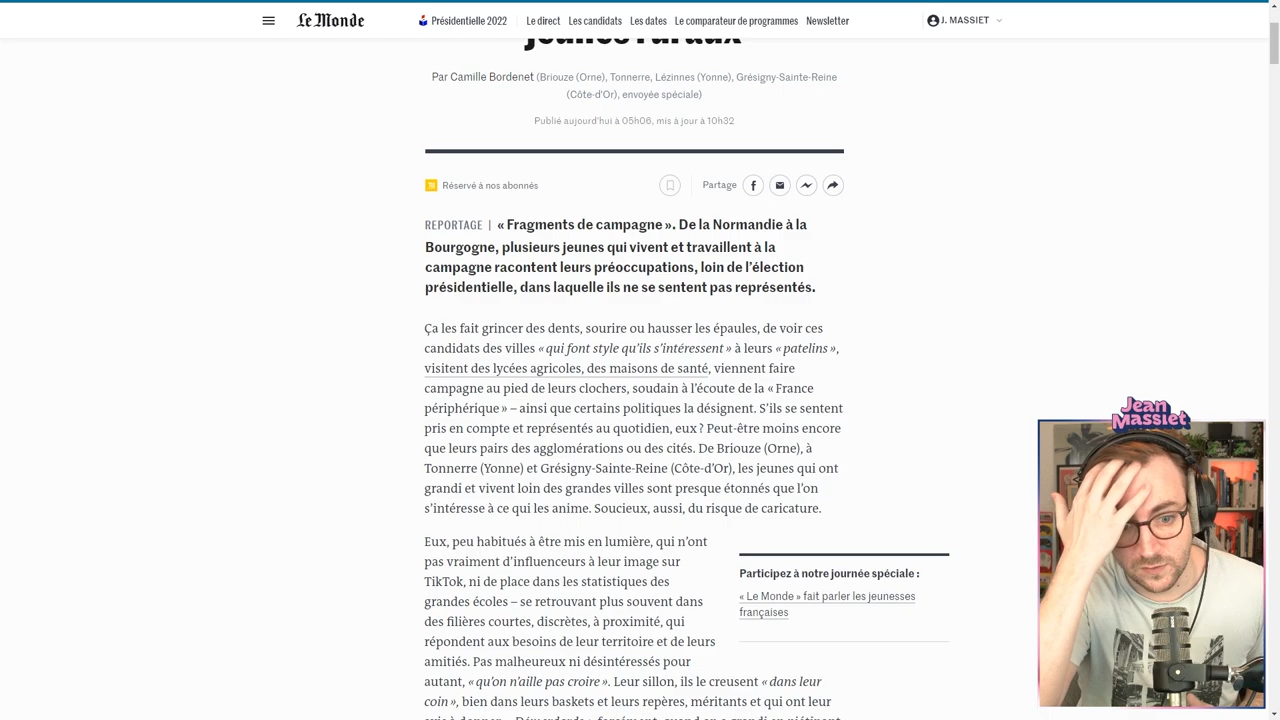 Le Monde
Présidentielle 2022
Le direct
Les candidats
Les dates
Le comparateur de programmes
Newsletter
J. MASSIET
jeunes ruraux
Par Camille Bordenet (Briouze (Orne), Tonnerre, Lézinnes (Yonne), Grésigny-Sainte-Reine
(Côte-d'Or), envoyée spéciale)
Publié aujourd'hui à 05h06, mis à jour à 10h32
Réservé à nos abonnés
Partage
REPORTAGE | « Fragments de campagne ». De la Normandie à la
Bourgogne, plusieurs jeunes qui vivent et travaillent à la
campagne racontent leurs préoccupations, loin de l’élection
présidentielle, dans laquelle ils ne se sentent pas représentés.
Ça les fait grincer des dents, sourire ou hausser les épaules, de voir ces
candidats des villes « qui font style qu’ils s’intéressent » à leurs « patelins »,
visitent des lycées agricoles, des maisons de santé, viennent faire
campagne au pied de leurs clochers, soudain à l’écoute de la « France
périphérique » – ainsi que certains politiques la désignent. S’ils se sentent
pris en compte et représentés au quotidien, eux ? Peut-être moins encore
que leurs pairs des agglomérations ou des cités. De Briouze (Orne), à
Tonnerre (Yonne) et Grésigny-Sainte-Reine (Côte-d’Or), les jeunes qui ont
grandi et vivent loin des grandes villes sont presque étonnés que l’on
s’intéresse à ce qui les anime. Soucieux, aussi, du risque de caricature.
Eux, peu habitués à être mis en lumière, qui n’ont
pas vraiment d’influenceurs à leur image sur
TikTok, ni de place dans les statistiques des
grandes écoles – se retrouvant plus souvent dans
des filières courtes, discrètes, à proximité, qui
répondent aux besoins de leur territoire et de leurs
amitiés. Pas malheureux ni désintéressés pour
autant, « qu’on n’aille pas croire ». Leur sillon, ils le creusent « dans leur
coin », bien dans leurs baskets et leurs repères, méritants et qui ont leur
Participez à notre journée spéciale :
« Le Monde » fait parler les jeunesses
françaises
Jean
Massiet